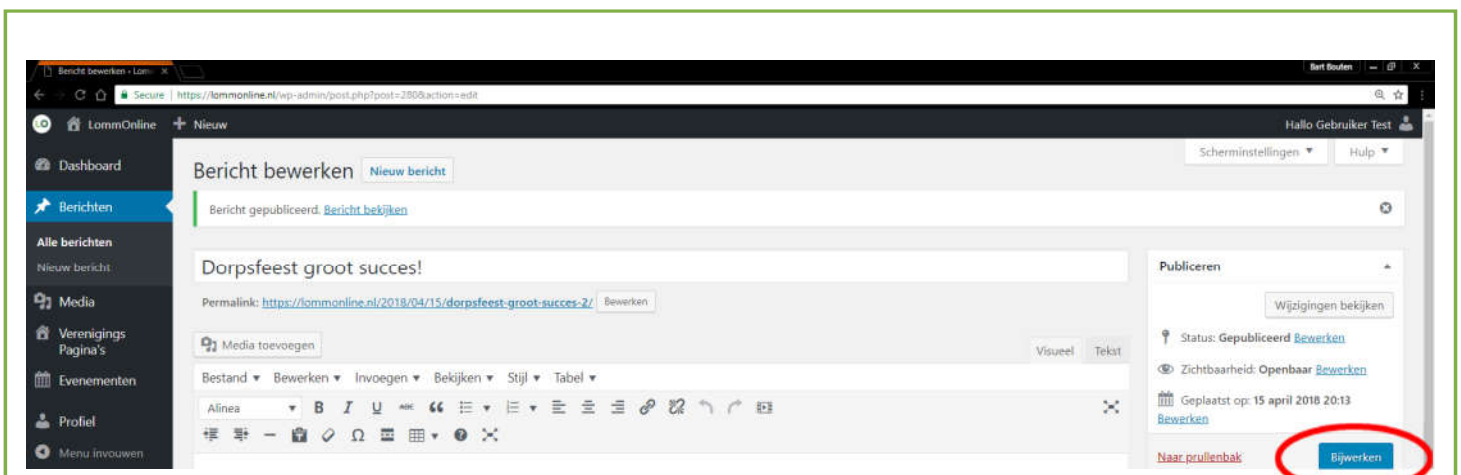 Bericht bewerken ‹ Lom
Bart Bouten
Secure | https://lommonline.nl/wp-admin/post.php?post=280&action=edit
LommOnline + Nieuw
Hallo Gebruiker Test
Scherminstellingen
Hulp
Dashboard
Berichten
Alle berichten
Nieuw bericht
Media
Verenigings
Pagina's
Evenementen
Profiel
Menu invouwen
Bericht bewerken Nieuw bericht
Bericht gepubliceerd. Bericht bekijken
Dorpsfeest groot succes!
Permalink: https://lommonline.nl/2018/04/15/dorpsfeest-groot-succes-2/ Bewerken
Media toevoegen
Visueel Tekst
Bestand Bewerken Invoegen Bekijken Stijl Tabel
Alinea B I U ABC
Publiceren
Wijzigingen bekijken
Status: Gepubliceerd Bewerken
Zichtbaarheid: Openbaar Bewerken
Geplaatst op: 15 april 2018 20:13
Bewerken
Naar prullenbak
Bijwerken